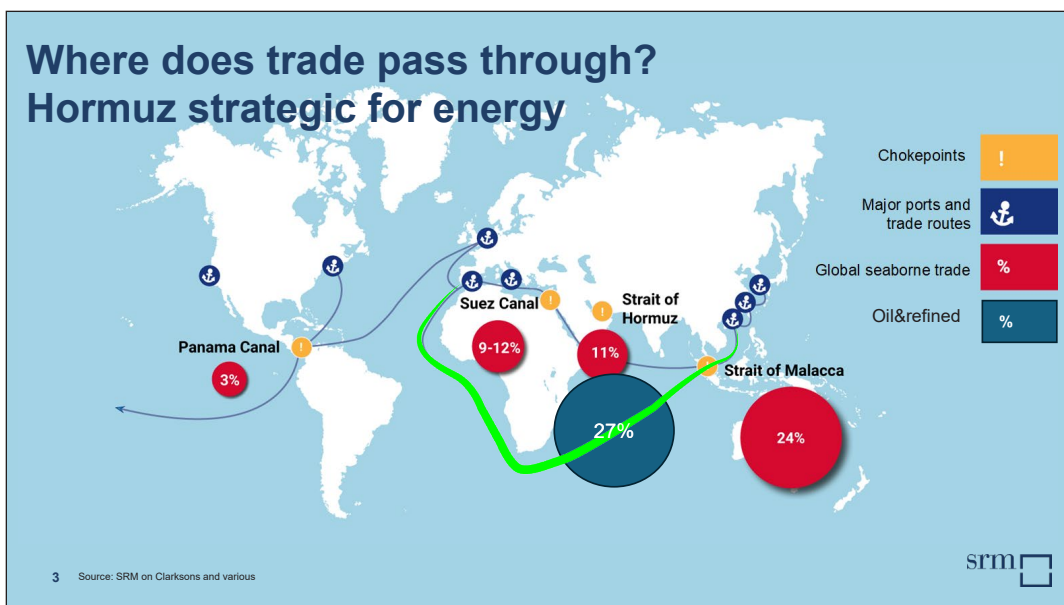 Where does trade pass through?
Hormuz strategic for energy
Chokepoints
!
Major ports and
trade routes
Global seaborne trade
%
Oil&refined
%
Suez Canal
!
Strait of
Hormuz
!
Panama Canal
!
9-12%
11%
3%
!
Strait of Malacca
27%
24%
3
Source: SRM on Clarksons and various
srm